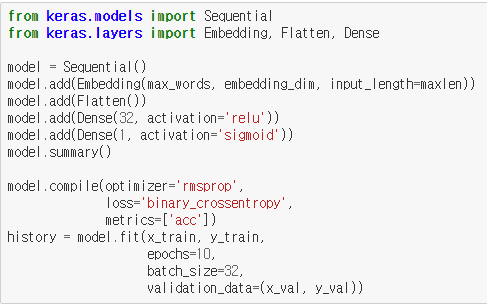 from keras.models import Sequential
from keras.layers import Embedding, Flatten, Dense

model = Sequential()
model.add(Embedding(max_words, embedding_dim, input_length=maxlen))
model.add(Flatten())
model.add(Dense(32, activation='relu'))
model.add(Dense(1, activation='sigmoid'))
model.summary()

model.compile(optimizer='rmsprop',
              loss='binary_crossentropy',
              metrics=['acc'])
history = model.fit(x_train, y_train,
                    epochs=10,
                    batch_size=32,
                    validation_data=(x_val, y_val))